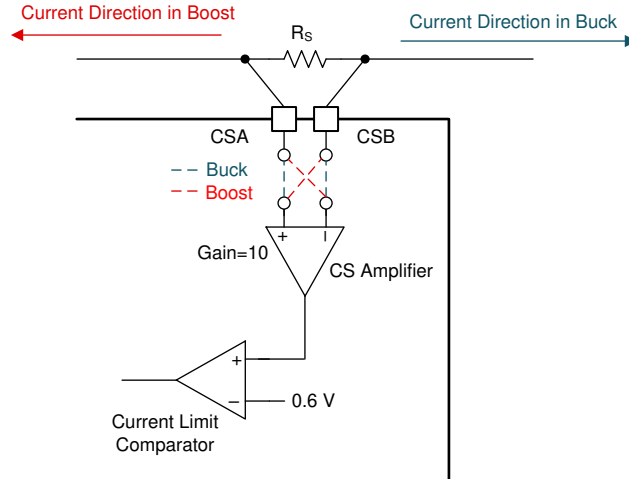 Current Direction in Boost
Current Direction in Buck
RS
CSA
CSB
Buck
Boost
+
–
Gain=10
CS Amplifier
+
–
0.6 V
Current Limit
Comparator